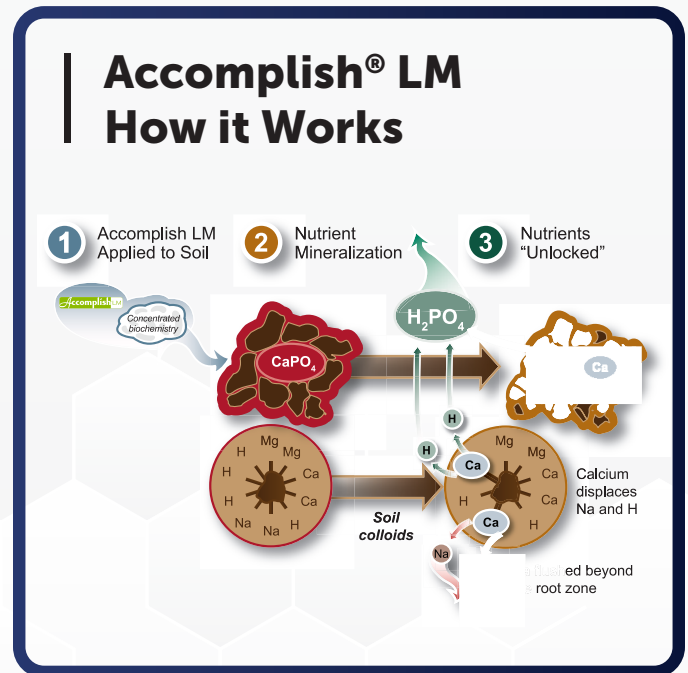 Accomplish® LM
How it Works
1
Accomplish LM
Applied to Soil
2
Nutrient
Mineralization
3
Nutrients
“Unlocked”
Accomplish LM
Concentrated
biochemistry
CaPO₄
H₂PO₄
Ca
H
H
Mg
H
Mg
H
Ca
H
Ca
Na
Na
H
Soil
colloids
Mg
Mg
Ca
Ca
Ca
H
H
Ca
Na
Calcium
displaces
Na and H
beyond
root zone